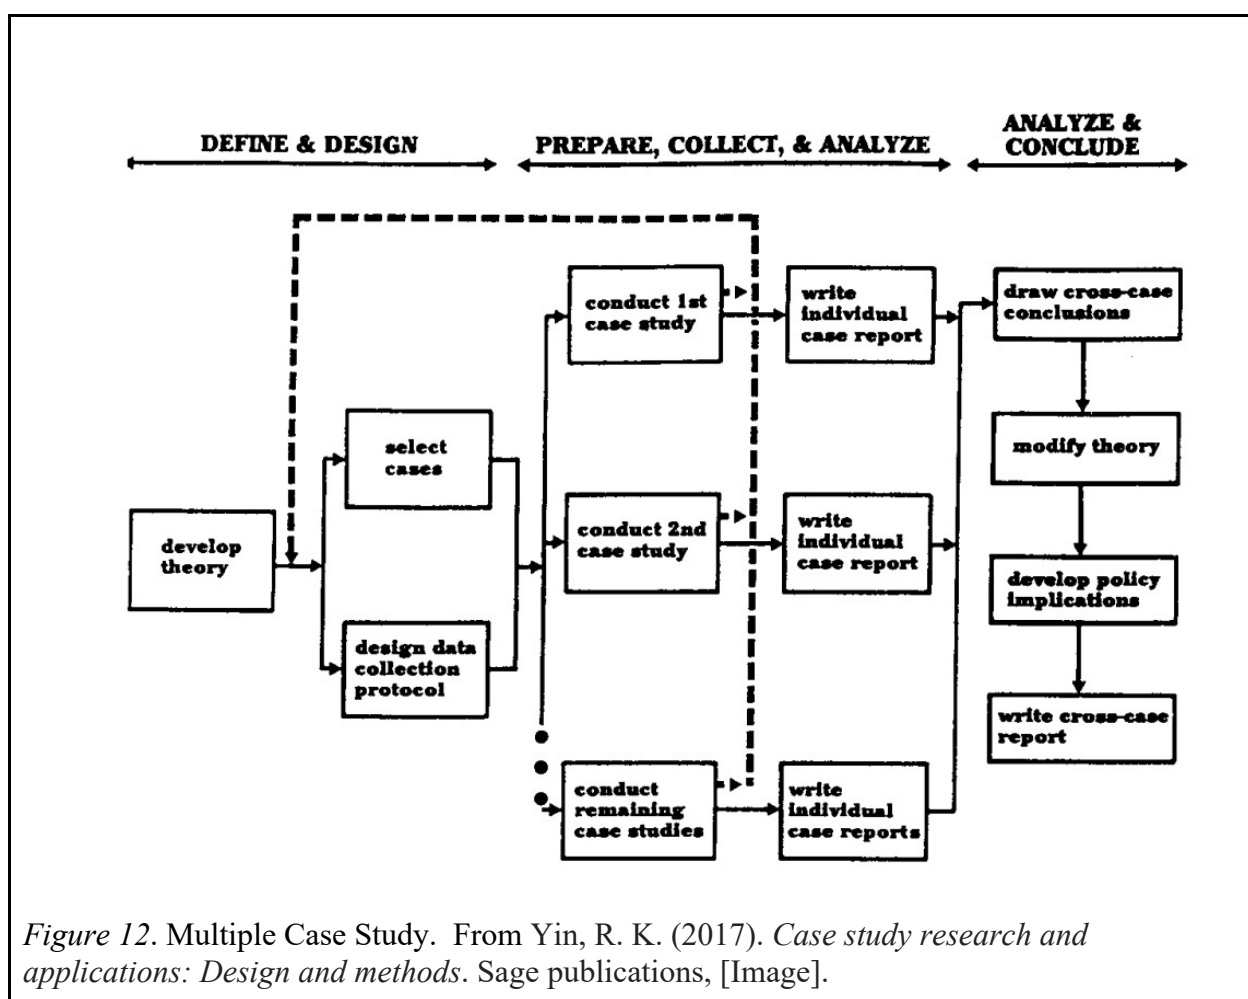 DEFINE & DESIGN
PREPARE, COLLECT, & ANALYZE
ANALYZE &
CONCLUDE
develop
theory
select
cases
design data
collection
protocol
conduct 1st
case study
write
individual
case report
conduct 2nd
case study
write
individual
case report
conduct
remaining
case studies
write
individual
case reports
draw cross-case
conclusions
modify theory
develop policy
implications
write cross-case
report
Figure 12. Multiple Case Study.  From Yin, R. K. (2017). Case study research and
applications: Design and methods. Sage publications, [Image].